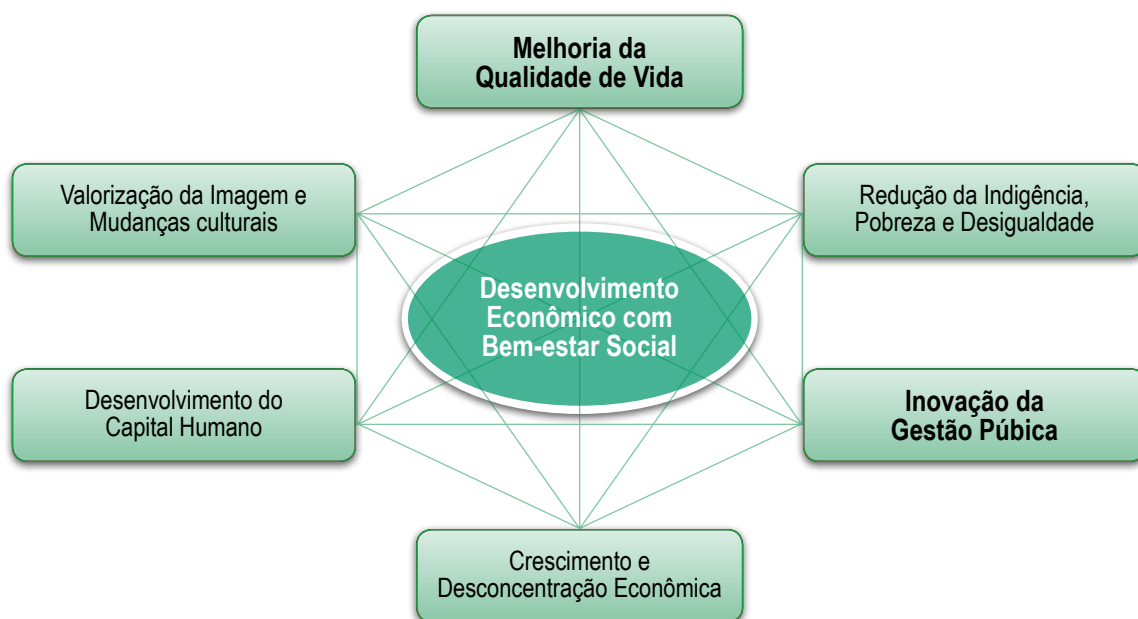 Melhoria da
Qualidade de Vida
Valorização da Imagem e
Mudanças culturais
Redução da Indigência,
Pobreza e Desigualdade
Desenvolvimento
Econômico com
Bem-estar Social
Desenvolvimento do
Capital Humano
Inovação da
Gestão Púbica
Crescimento e
Desconcentração Econômica